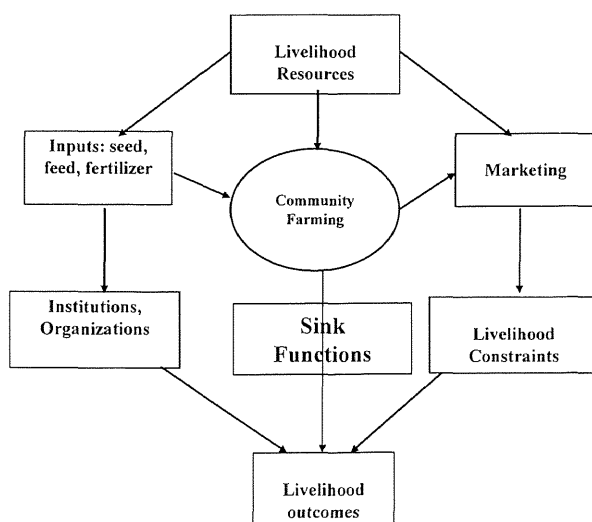 Livelihood
Resources
Inputs: seed,
feed, fertilizer
Community
Farming
Marketing
Institutions,
Organizations
Sink
Functions
Livelihood
Constraints
Livelihood
outcomes